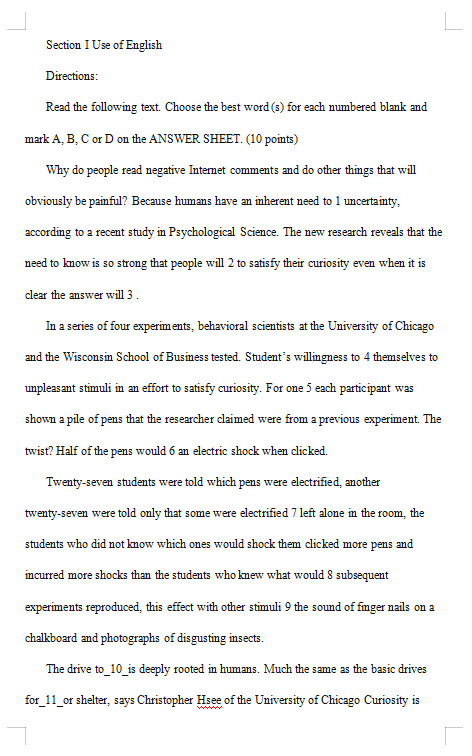 Section I Use of English
Directions:
Read the following text. Choose the best word (s) for each numbered blank and
mark A, B, C or D on the ANSWER SHEET. (10 points)
Why do people read negative Internet comments and do other things that will
obviously be painful? Because humans have an inherent need to 1 uncertainty,
according to a recent study in Psychological Science. The new research reveals that the
need to know is so strong that people will 2 to satisfy their curiosity even when it is
clear the answer will 3 .
In a series of four experiments, behavioral scientists at the University of Chicago
and the Wisconsin School of Business tested. Student’s willingness to 4 themselves to
unpleasant stimuli in an effort to satisfy curiosity. For one 5 each participant was
shown a pile of pens that the researcher claimed were from a previous experiment. The
twist? Half of the pens would 6 an electric shock when clicked.
Twenty-seven students were told which pens were electrified, another
twenty-seven were told only that some were electrified 7 left alone in the room, the
students who did not know which ones would shock them clicked more pens and
incurred more shocks than the students who knew what would 8 subsequent
experiments reproduced, this effect with other stimuli 9 the sound of finger nails on a
chalkboard and photographs of disgusting insects.
The drive to_10_is deeply rooted in humans. Much the same as the basic drives
for_11_or shelter, says Christopher Hsee of the University of Chicago Curiosity is